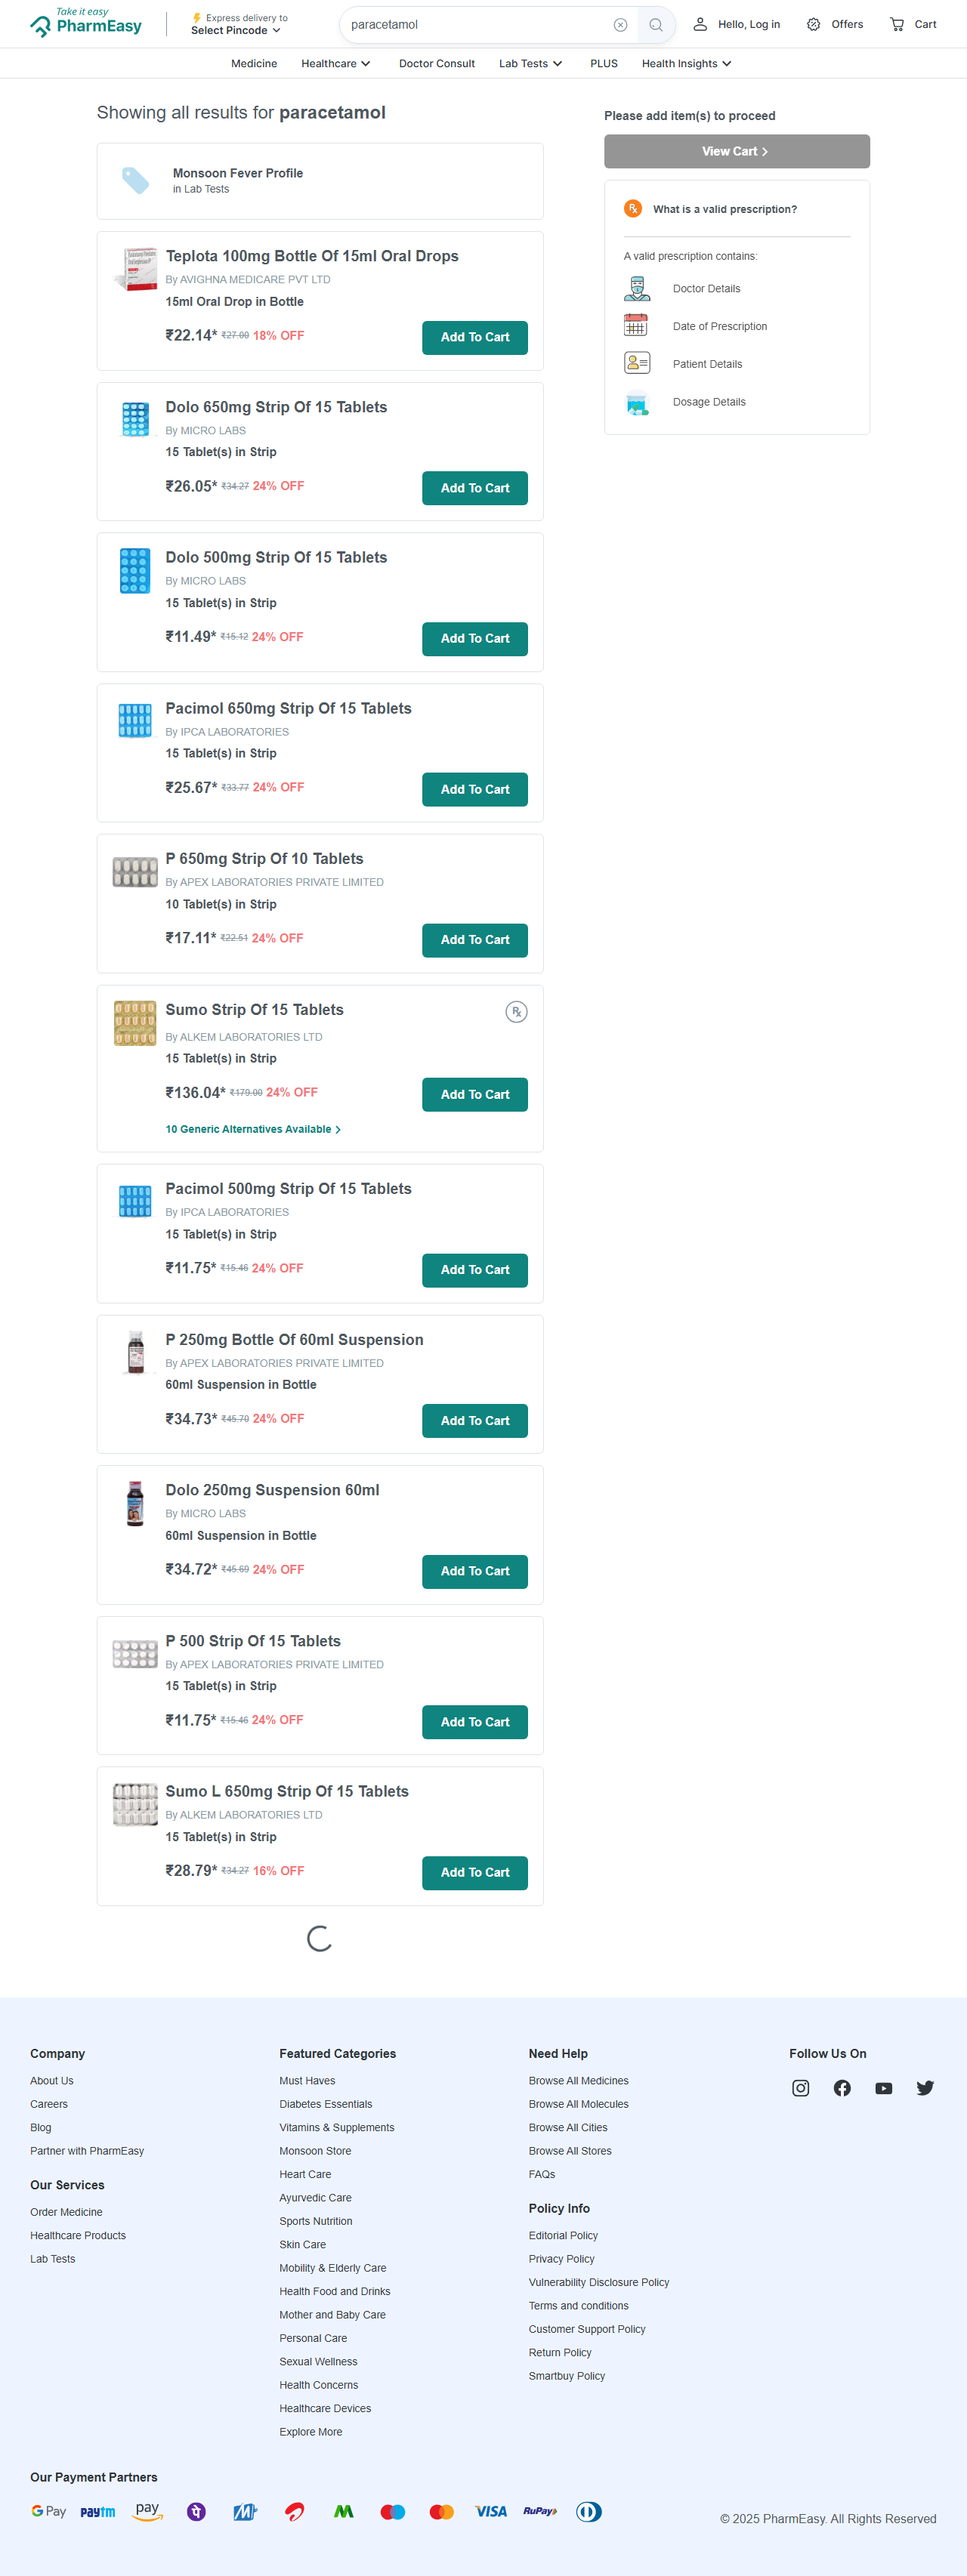 Take it easy
PharmEasy
Express delivery to
Select Pincode
paracetamol
Hello, Log in
Offers
Cart
Medicine
Healthcare
Doctor Consult
Lab Tests
PLUS
Health Insights
Showing all results for paracetamol
Monsoon Fever Profile
in Lab Tests
Teplota 100mg Bottle Of 15ml Oral Drops
By AVIGHNA MEDICARE PVT LTD
15ml Oral Drop in Bottle
₹22.14* ₹27.00 18% OFF
Add To Cart
Dolo 650mg Strip Of 15 Tablets
By MICRO LABS
15 Tablet(s) in Strip
₹26.05* ₹34.27 24% OFF
Add To Cart
Dolo 500mg Strip Of 15 Tablets
By MICRO LABS
15 Tablet(s) in Strip
₹11.49* ₹15.12 24% OFF
Add To Cart
Pacimol 650mg Strip Of 15 Tablets
By IPCA LABORATORIES
15 Tablet(s) in Strip
₹25.67* ₹33.77 24% OFF
Add To Cart
P 650mg Strip Of 10 Tablets
By APEX LABORATORIES PRIVATE LIMITED
10 Tablet(s) in Strip
₹17.11* ₹22.51 24% OFF
Add To Cart
Sumo Strip Of 15 Tablets
Rx
By ALKEM LABORATORIES LTD
15 Tablet(s) in Strip
₹136.04* ₹179.00 24% OFF
Add To Cart
10 Generic Alternatives Available
Pacimol 500mg Strip Of 15 Tablets
By IPCA LABORATORIES
15 Tablet(s) in Strip
₹11.75* ₹15.46 24% OFF
Add To Cart
P 250mg Bottle Of 60ml Suspension
By APEX LABORATORIES PRIVATE LIMITED
60ml Suspension in Bottle
₹34.73* ₹45.70 24% OFF
Add To Cart
Dolo 250mg Suspension 60ml
By MICRO LABS
60ml Suspension in Bottle
₹34.72* ₹45.69 24% OFF
Add To Cart
P 500 Strip Of 15 Tablets
By APEX LABORATORIES PRIVATE LIMITED
15 Tablet(s) in Strip
₹11.75* ₹15.46 24% OFF
Add To Cart
Sumo L 650mg Strip Of 15 Tablets
By ALKEM LABORATORIES LTD
15 Tablet(s) in Strip
₹28.79* ₹34.27 16% OFF
Add To Cart
Please add item(s) to proceed
View Cart
Rx
What is a valid prescription?
A valid prescription contains:
Doctor Details
Date of Prescription
Patient Details
Dosage Details
Company
About Us
Careers
Blog
Partner with PharmEasy
Our Services
Order Medicine
Healthcare Products
Lab Tests
Featured Categories
Must Haves
Diabetes Essentials
Vitamins & Supplements
Monsoon Store
Heart Care
Ayurvedic Care
Sports Nutrition
Skin Care
Mobility & Elderly Care
Health Food and Drinks
Mother and Baby Care
Personal Care
Sexual Wellness
Health Concerns
Healthcare Devices
Explore More
Need Help
Browse All Medicines
Browse All Molecules
Browse All Cities
Browse All Stores
FAQs
Policy Info
Editorial Policy
Privacy Policy
Vulnerability Disclosure Policy
Terms and conditions
Customer Support Policy
Return Policy
Smartbuy Policy
Follow Us On
Our Payment Partners
G Pay
paytm
pay
VISA
RuPay
© 2025 PharmEasy. All Rights Reserved